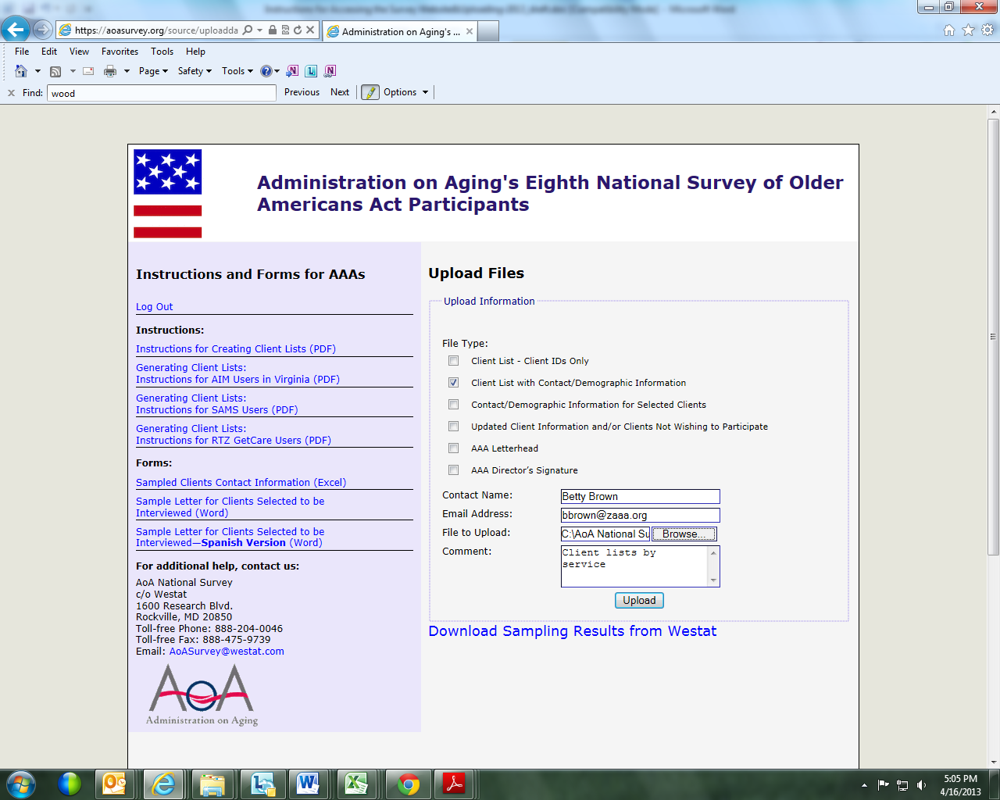 Instructions for Accessing the Survey Website
Microsoft Word
https://aoasurvey.org/source/uploadda
Administration on Aging's ...
File Edit View Favorites Tools Help
Page Safety Tools
Find: wood Previous Next Options
Administration on Aging's Eighth National Survey of Older
Americans Act Participants
Instructions and Forms for AAAs
Log Out
Instructions:
Instructions for Creating Client Lists (PDF)
Generating Client Lists:
Instructions for AIM Users in Virginia (PDF)
Generating Client Lists:
Instructions for SAMS Users (PDF)
Generating Client Lists:
Instructions for RTZ GetCare Users (PDF)
Forms:
Sampled Clients Contact Information (Excel)
Sample Letter for Clients Selected to be
Interviewed (Word)
Sample Letter for Clients Selected to be
Interviewed—Spanish Version (Word)
For additional help, contact us:
AoA National Survey
c/o Westat
1600 Research Blvd.
Rockville, MD 20850
Toll-free Phone: 888-204-0046
Toll-free Fax: 888-475-9739
Email: AoASurvey@westat.com
AoA
Administration on Aging
Upload Files
Upload Information
File Type:
Client List - Client IDs Only
Client List with Contact/Demographic Information
Contact/Demographic Information for Selected Clients
Updated Client Information and/or Clients Not Wishing to Participate
AAA Letterhead
AAA Director’s Signature
Contact Name: Betty Brown
Email Address: bbrown@zaaa.org
File to Upload: C:\AoA National Su Browse...
Comment: Client lists by
service
Upload
Download Sampling Results from Westat
5:05 PM
4/16/2013